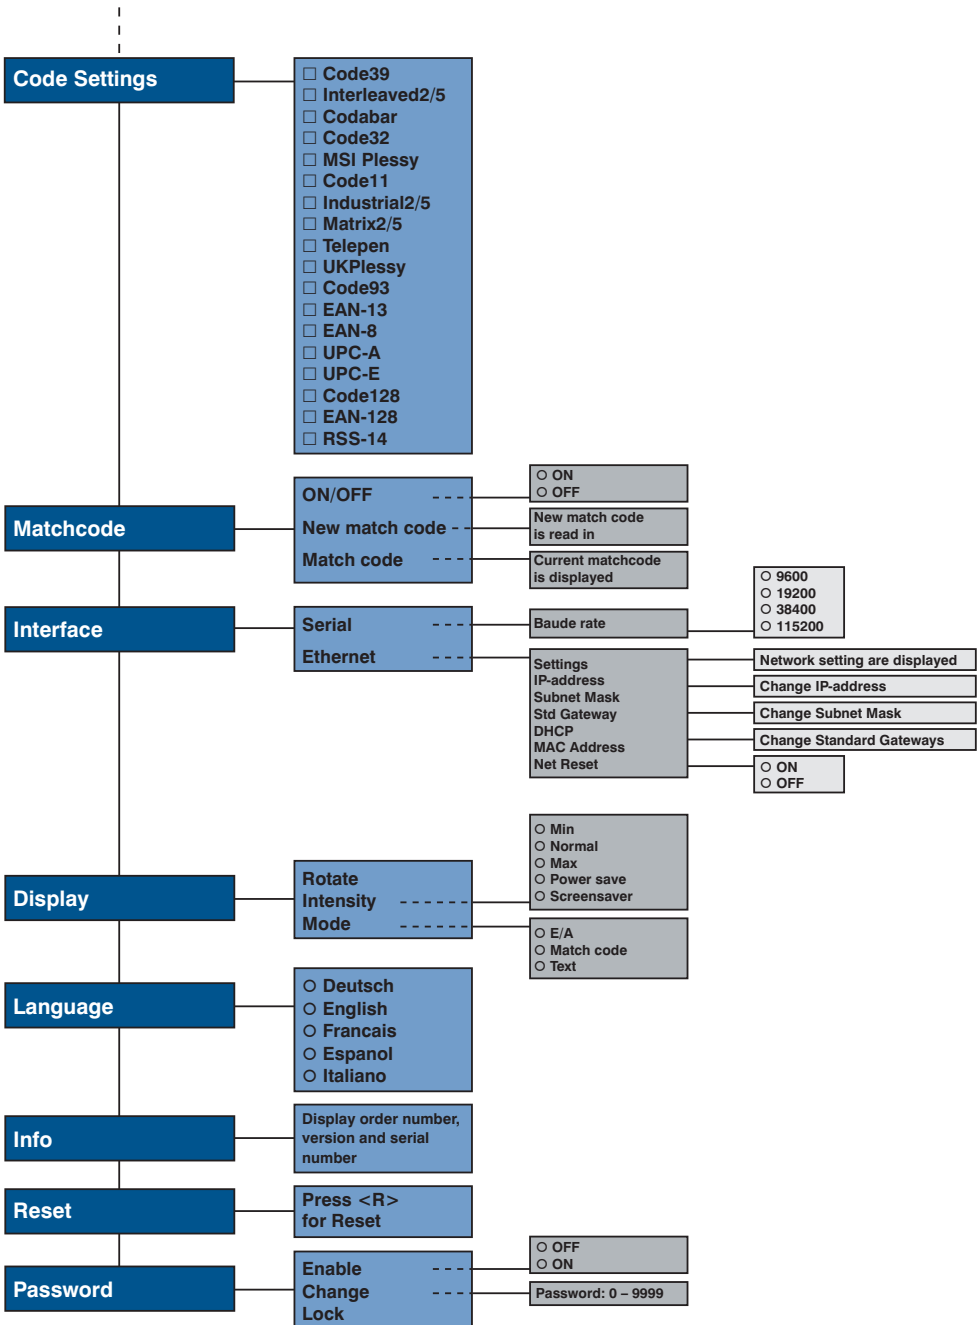 Code Settings
Code39
Interleaved2/5
Codabar
Code32
MSI Plessy
Code11
Industrial2/5
Matrix2/5
Telepen
UKPlessy
Code93
EAN-13
EAN-8
UPC-A
UPC-E
Code128
EAN-128
RSS-14
Matchcode
ON/OFF
New match code
Match code
ON
OFF
New match code
is read in
Current matchcode
is displayed
Interface
Serial
Ethernet
Baude rate
9600
19200
38400
115200
Settings
IP-address
Subnet Mask
Std Gateway
DHCP
MAC Address
Net Reset
Network setting are displayed
Change IP-address
Change Subnet Mask
Change Standard Gateways
ON
OFF
Display
Rotate
Intensity
Mode
Min
Normal
Max
Power save
Screensaver
E/A
Match code
Text
Language
Deutsch
English
Francais
Espanol
Italiano
Info
Display order number,
version and serial
number
Reset
Press <R>
for Reset
Password
Enable
Change
Lock
OFF
ON
Password: 0 – 9999